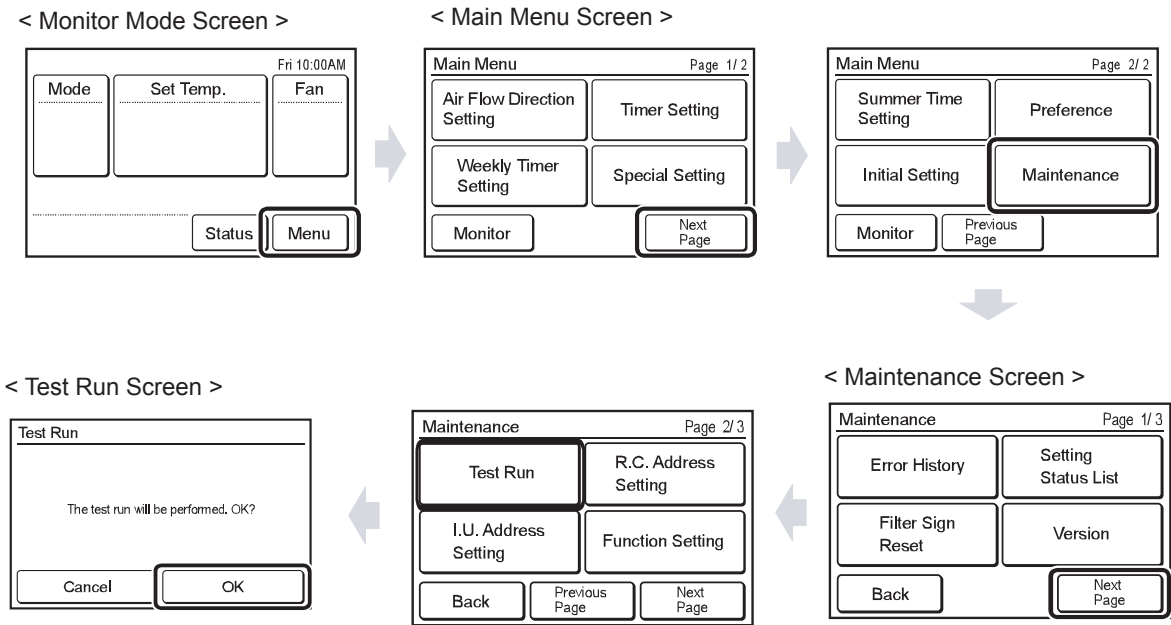 < Monitor Mode Screen >
Fri 10:00AM
Mode
Set Temp.
Fan
Status
Menu
< Main Menu Screen >
Main Menu
Page 1/ 2
Air Flow Direction
Setting
Timer Setting
Weekly Timer
Setting
Special Setting
Monitor
Next
Page
Main Menu
Page 2/ 2
Summer Time
Setting
Preference
Initial Setting
Maintenance
Monitor
Previous
Page
< Maintenance Screen >
Maintenance
Page 1/ 3
Error History
Setting
Status List
Filter Sign
Reset
Version
Back
Next
Page
Maintenance
Page 2/ 3
Test Run
R.C. Address
Setting
I.U. Address
Setting
Function Setting
Back
Previous
Page
Next
Page
< Test Run Screen >
Test Run
The test run will be performed. OK?
Cancel
OK